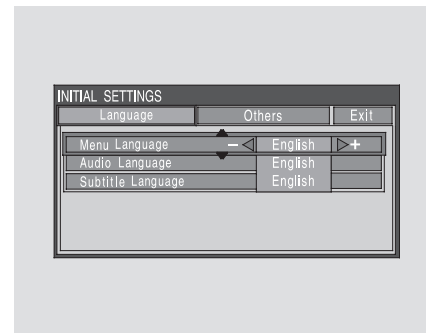 INITIAL SETTINGS
Language Others Exit
Menu Language − English +
Audio Language English
Subtitle Language English